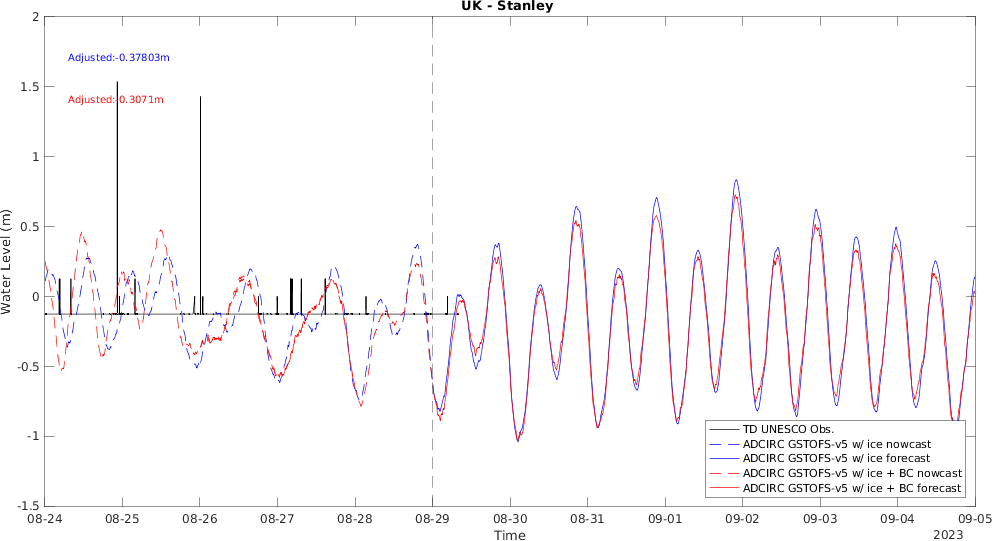 UK - Stanley
2
1.5
1
0.5
0
-0.5
-1
-1.5
Water Level (m)
Adjusted:-0.37803m
Adjusted:-0.3071m
TD UNESCO Obs.
ADCIRC GSTOFS-v5 w/ ice nowcast
ADCIRC GSTOFS-v5 w/ ice forecast
ADCIRC GSTOFS-v5 w/ ice + BC nowcast
ADCIRC GSTOFS-v5 w/ ice + BC forecast
08-24 08-25 08-26 08-27 08-28 08-29 08-30 08-31 09-01 09-02 09-03 09-04 09-05
Time
2023